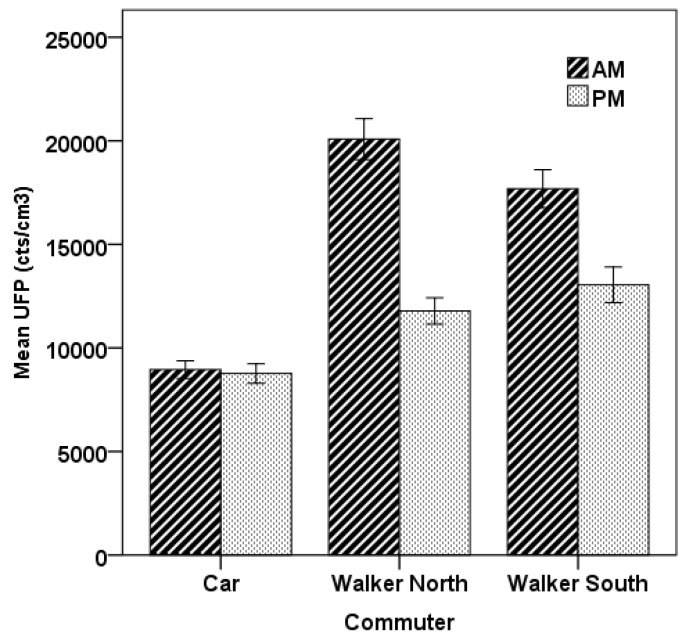 25000
20000
15000
10000
5000
0
Mean UFP (cts/cm3)
AM
PM
Car
Walker North
Walker South
Commuter